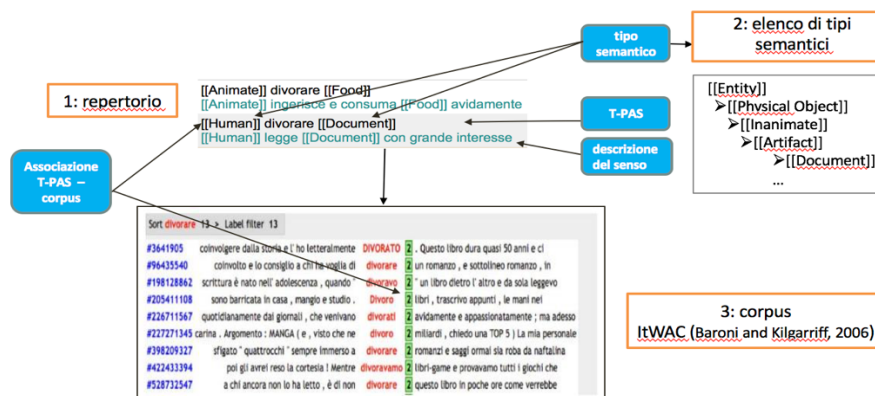 tipo
semantico
2: elenco di tipi
semantici
1: repertorio
[[Animate]] divorare [[Food]]
[[Animate]] ingerisce e consuma [[Food]] avidamente
[[Human]] divorare [[Document]]
[[Human]] legge [[Document]] con grande interesse
T-PAS
descrizione
del senso
[[Entity]]
[[Physical Object]]
[[Inanimate]]
[[Artifact]]
[[Document]]
...
Associazione
T-PAS –
corpus
Sort divorare 13 > Label filter 13
#3641905 coinvolgere dalla storia e l' ho letteralmente DIVORATO 2 . Questo libro dura quasi 50 anni e ci
#96435540 coinvolto e lo consiglio a chi ha voglia di divorare 2 un romanzo , e sottolineo romanzo , in
#198128862 scrittura è nato nell' adolescenza , quando " divoravo 2 " un libro dietro l' altro e da sola leggevo
#205411108 sono barricata in casa , mangio e studio . Divoro 2 libri , trascrivo appunti , le mani nei
#226711567 quotidianamente dai giornali , che venivano divorati 2 avidamente e appassionatamente ; ma adesso
#227271345 carina . Argomento : MANGA ( e , visto che ne divoro 2 miliardi , chiedo una TOP 5 ) La mia personale
#398209327 sfigato " quattrocchi " sempre immerso a divorare 2 romanzi e saggi ormai sia roba da naftalina
#422433394 poi gli avrei reso la cortesia ! Mentre divoravamo 2 libri-game e provavamo tutti i giochi che
#528732547 a chi ancora non lo ha letto , è di non divorare 2 questo libro in poche ore come verrebbe
3: corpus
ItWAC (Baroni and Kilgarriff, 2006)